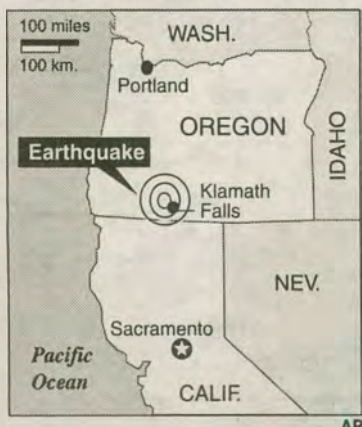 100 miles
100 km.
WASH.
Portland
OREGON
IDAHO
Earthquake
Klamath
Falls
NEV.
Sacramento
Pacific
Ocean
CALIF.
AP